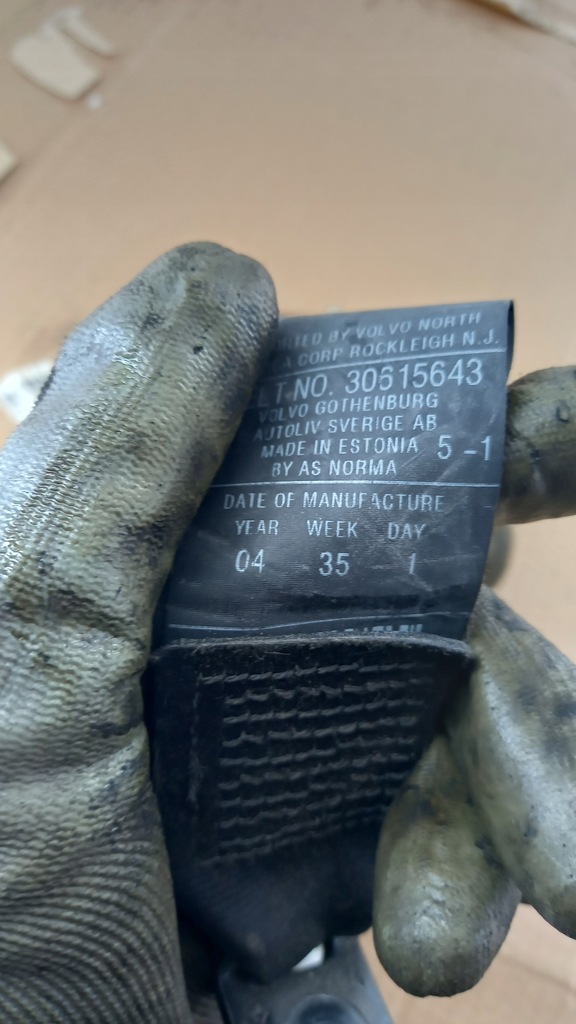 BY VOLVO NORTH
CORP ROCKLEIGH N.J.
NO. 30615643
VOLVO GOTHENBURG
AUTOLIV SVERIGE AB
MADE IN ESTONIA 5-1
BY AS NORMA
DATE OF MANUFACTURE
YEAR WEEK DAY
04 35 1